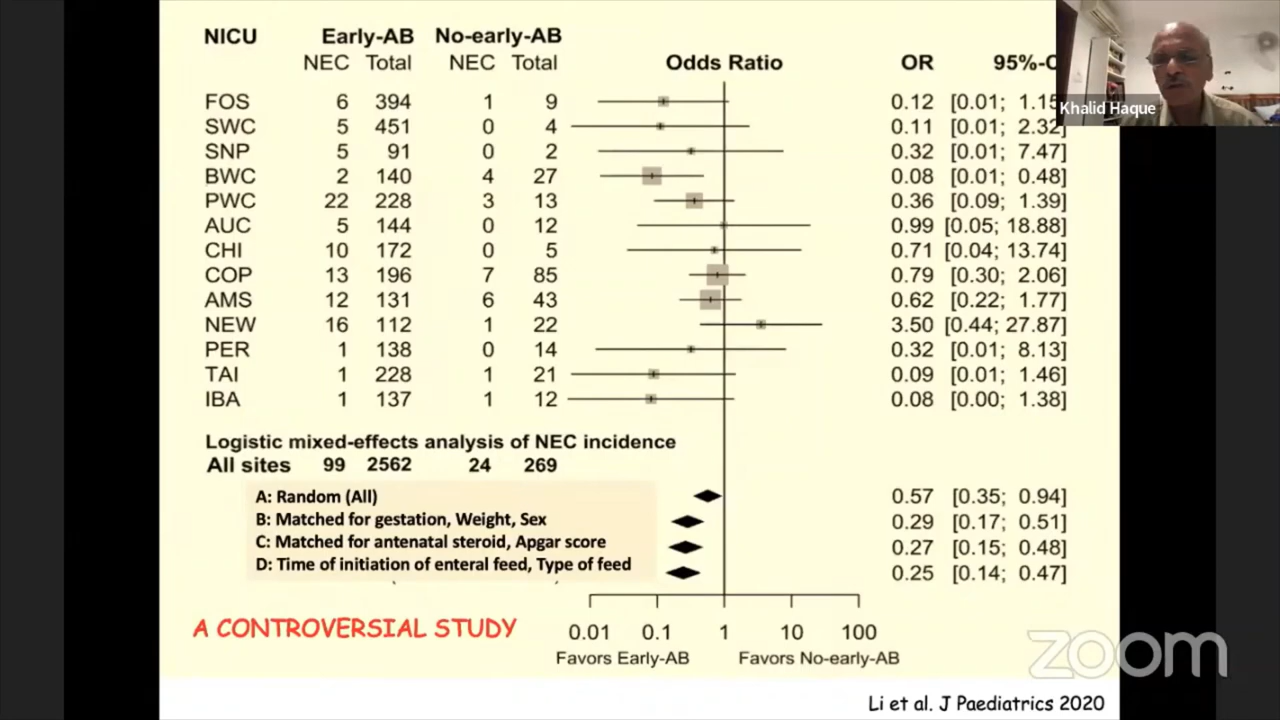 NICU Early-AB No-early-AB
NEC Total NEC Total Odds Ratio OR 95%-C
FOS 6 394 1 9 0.12 [0.01; 1.15
SWC 5 451 0 4 0.11 [0.01; 2.32]
SNP 5 91 0 2 0.32 [0.01; 7.47]
BWC 2 140 4 27 0.08 [0.01; 0.48]
PWC 22 228 3 13 0.36 [0.09; 1.39]
AUC 5 144 0 12 0.99 [0.05; 18.88]
CHI 10 172 0 5 0.71 [0.04; 13.74]
COP 13 196 7 85 0.79 [0.30; 2.06]
AMS 12 131 6 43 0.62 [0.22; 1.77]
NEW 16 112 1 22 3.50 [0.44; 27.87]
PER 1 138 0 14 0.32 [0.01; 8.13]
TAI 1 228 1 21 0.09 [0.01; 1.46]
IBA 1 137 1 12 0.08 [0.00; 1.38]
Logistic mixed-effects analysis of NEC incidence
All sites 99 2562 24 269
A: Random (All) 0.57 [0.35; 0.94]
B: Matched for gestation, Weight, Sex 0.29 [0.17; 0.51]
C: Matched for antenatal steroid, Apgar score 0.27 [0.15; 0.48]
D: Time of initiation of enteral feed, Type of feed 0.25 [0.14; 0.47]
0.01 0.1 1 10 100
Favors Early-AB Favors No-early-AB
A CONTROVERSIAL STUDY
Li et al. J Paediatrics 2020
Khalid Haque
zoom